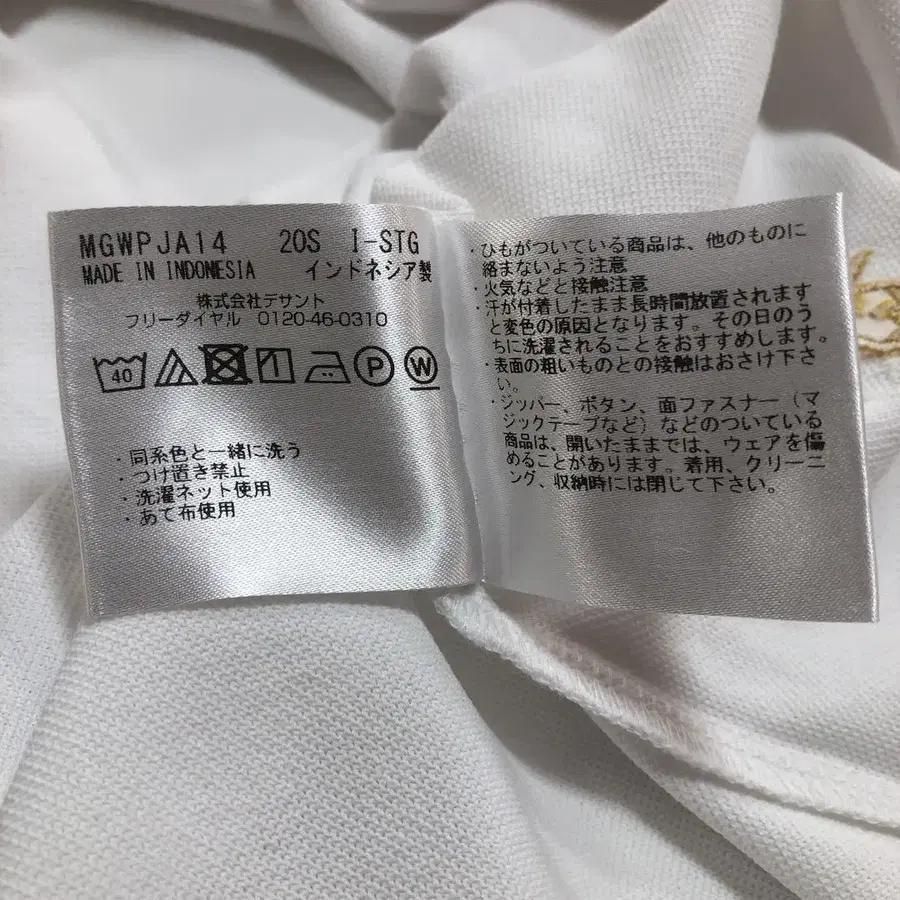 MGWPJA14 20S I-STG
MADE IN INDONESIA インドネシア製
株式会社デサント
フリーダイヤル 0120-46-0310
40
P
W
・同系色と一緒に洗う
・つけ置き禁止
・洗濯ネット使用
・あて布使用
・ひもがついている商品は、他のものに
絡まないよう注意
・火気などと接触注意
・汗が付着したまま長時間放置されます
と変色の原因となります。その日のう
ちに洗濯されることをおすすめします。
・表面の粗いものとの接触はおさけ下さ
い。
・ジッパー、ボタン、面ファスナー（マ
ジックテープなど）などのついている
商品は、開いたままでは、ウェアを傷
めることがあります。着用、クリーニ
ング、収納時には閉じて下さい。